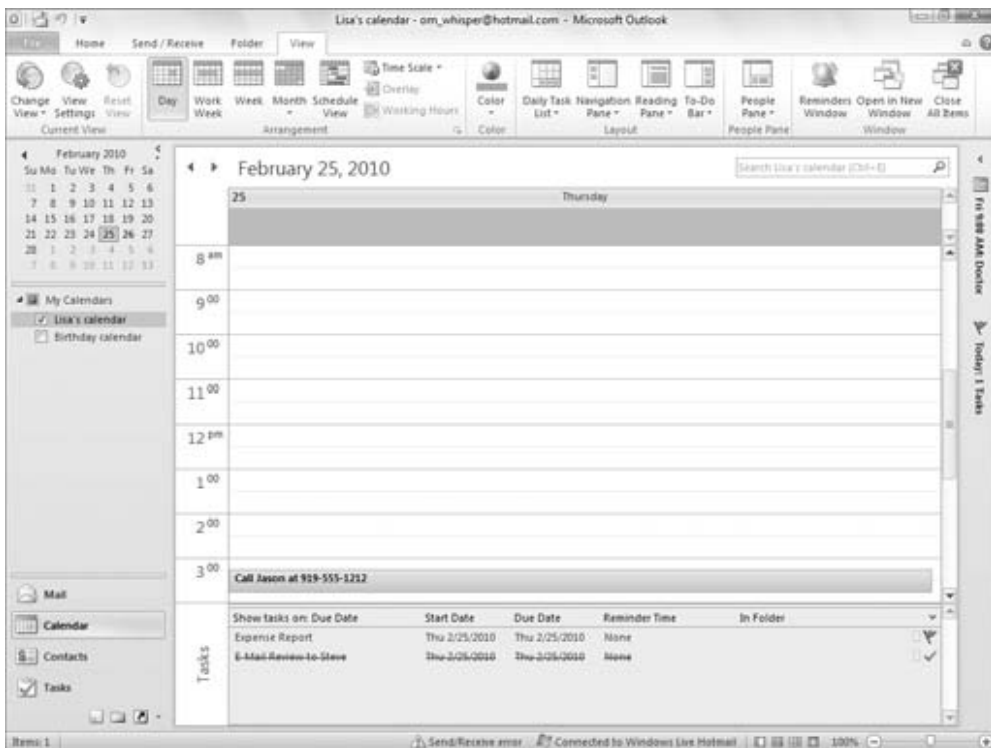 Lisa's calendar - om_whisper@hotmail.com - Microsoft Outlook
File Home Send / Receive Folder View
Change View View Settings Reset View
Day Work Week Week Month Schedule View
Time Scale
Overlay
Working Hours
Color
Daily Task List Navigation Pane Reading Pane To-Do Bar
People Pane
Reminders Window Open in New Window Close All Items
Current View Arrangement Color Layout People Pane Window
February 2010
Su Mo Tu We Th Fr Sa
31 1 2 3 4 5 6
7 8 9 10 11 12 13
14 15 16 17 18 19 20
21 22 23 24 25 26 27
28 1 2 3 4 5 6
7 8 9 10 11 12 13
My Calendars
Lisa's calendar
Birthday calendar
Mail
Calendar
Contacts
Tasks
February 25, 2010
Search Lisa's calendar (Ctrl+E)
25 Thursday
8 am
9 00
10 00
11 00
12 pm
1 00
2 00
3 00
Call Jason at 919-555-1212
Tasks
Show tasks on: Due Date Start Date Due Date Reminder Time In Folder
Expense Report Thu 2/25/2010 Thu 2/25/2010 None
E-Mail Review to Steve Thu 2/25/2010 Thu 2/25/2010 None
Fri 9:00 AM: Doctor
Today: 1 Tasks
Items: 1
Send/Receive error
Connected to Windows Live Hotmail
100%